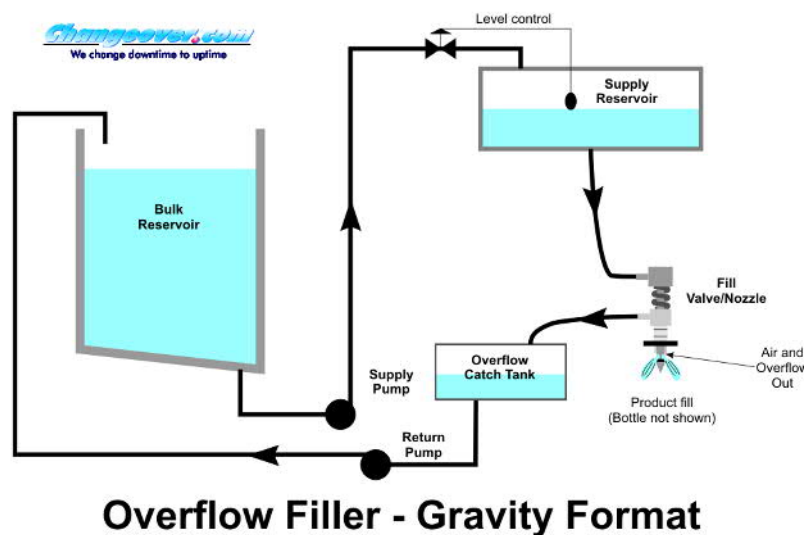 Changeover.com
We change downtime to uptime
Level control
Supply
Reservoir
Bulk
Reservoir
Fill
Valve/Nozzle
Overflow
Catch Tank
Air and
Overflow
Out
Supply
Pump
Product fill
(Bottle not shown)
Return
Pump
Overflow Filler - Gravity Format